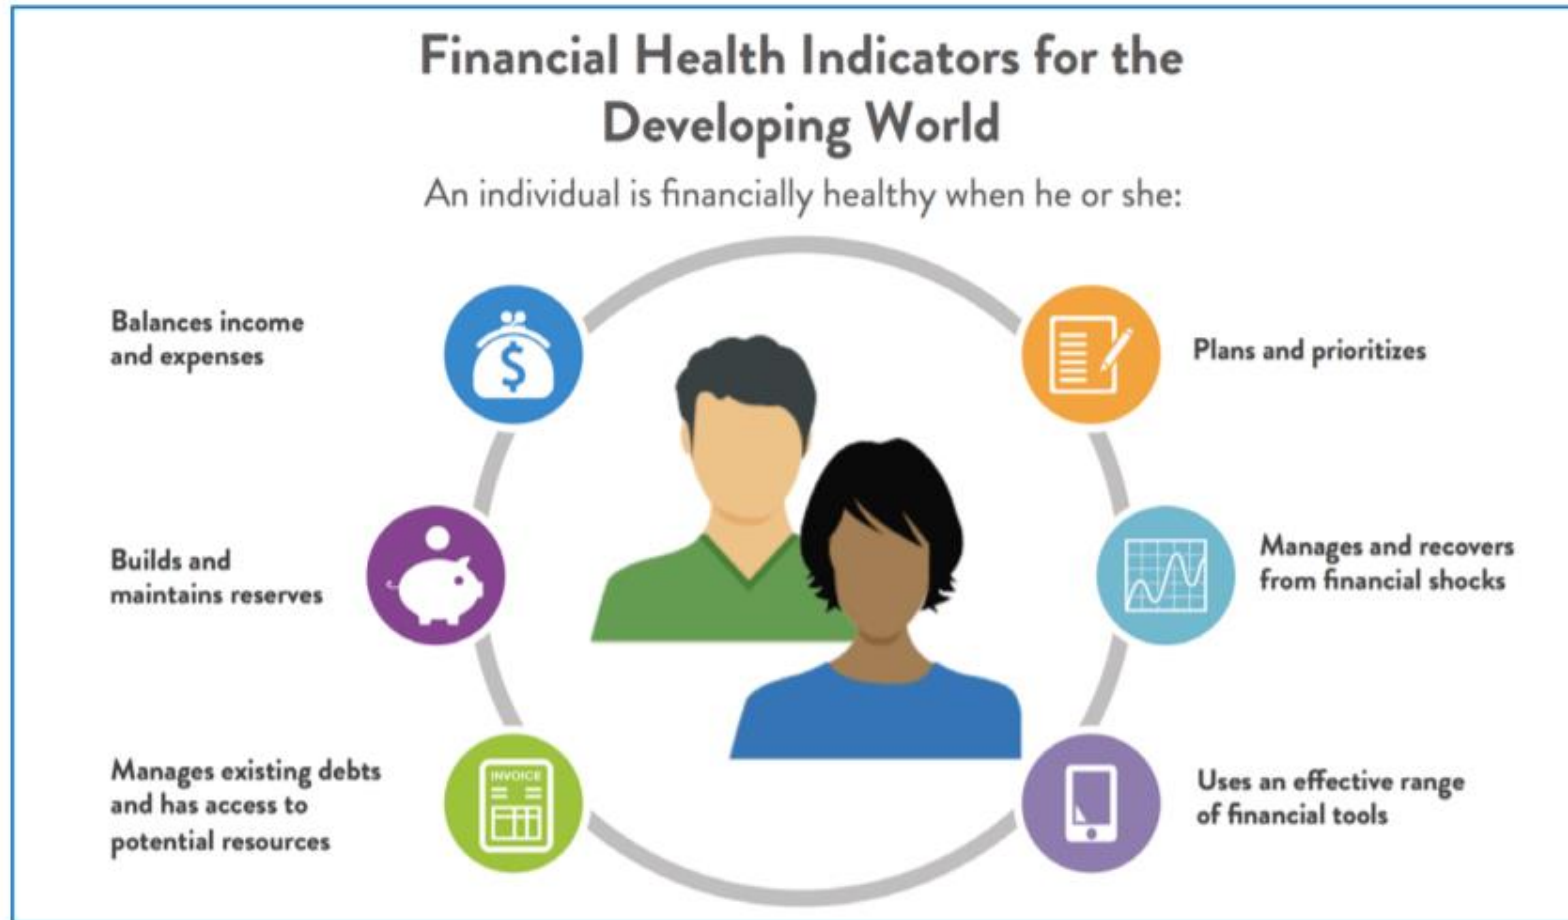 Financial Health Indicators for the
Developing World
An individual is financially healthy when he or she:
Balances income
and expenses
Builds and
maintains reserves
Manages existing debts
and has access to
potential resources
INVOICE
Plans and prioritizes
Manages and recovers
from financial shocks
Uses an effective range
of financial tools